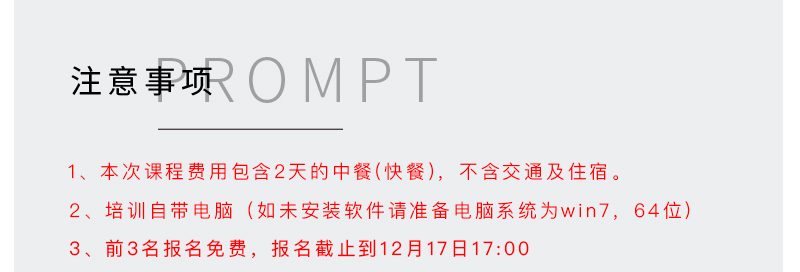 注意事项 PROMPT
1、本次课程费用包含2天的中餐(快餐)，不含交通及住宿。
2、培训自带电脑（如未安装软件请准备电脑系统为win7，64位）
3、前3名报名免费，报名截止到12月17日17:00